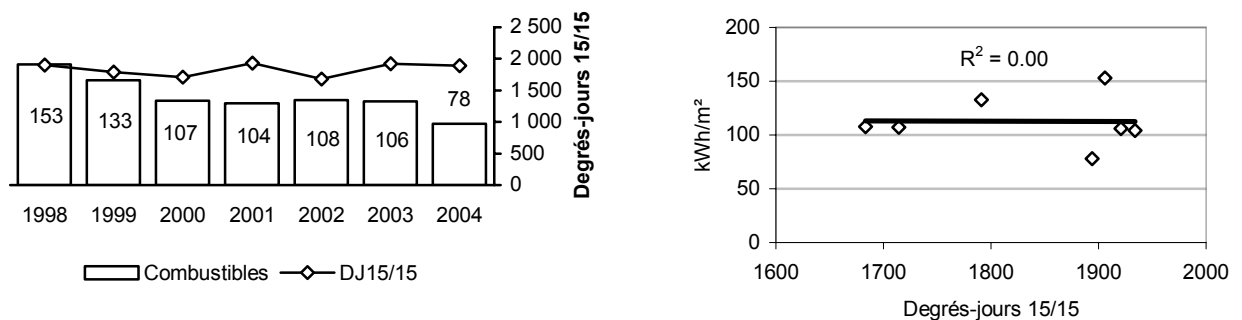 2 500
2 000
1 500
1 000
500
0
Degrés-jours 15/15
153
133
107
104
108
106
78
1998 1999 2000 2001 2002 2003 2004
Combustibles DJ15/15
200
150
100
50
0
kWh/m²
R² = 0.00
1600 1700 1800 1900 2000
Degrés-jours 15/15